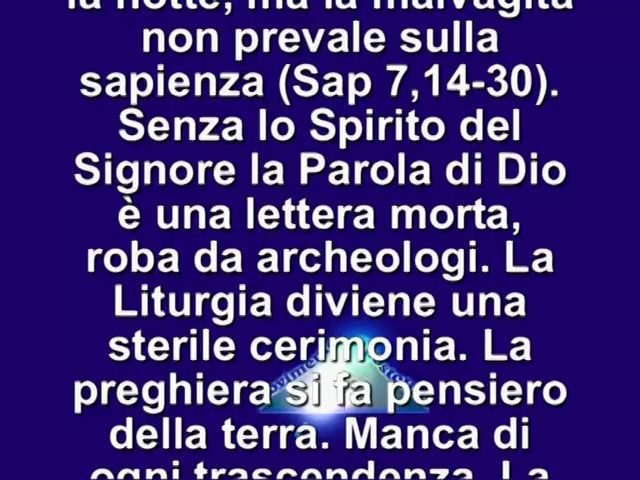 la notte, ma la malvagità
non prevale sulla
sapienza (Sap 7,14-30).
Senza lo Spirito del
Signore la Parola di Dio
è una lettera morta,
roba da archeologi. La
Liturgia diviene una
sterile cerimonia. La
preghiera si fa pensiero
della terra. Manca di
ogni trascendenza. La